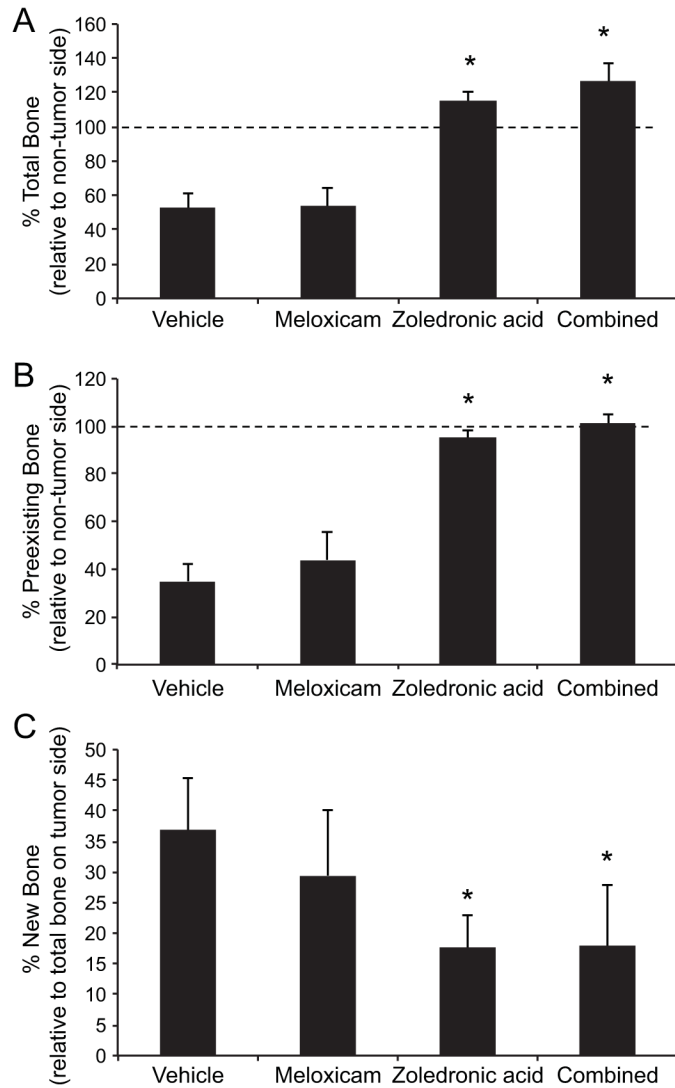 A
% Total Bone
(relative to non-tumor side)
160
140
120
100
80
60
40
20
0
*
*
Vehicle Meloxicam Zoledronic acid Combined
B
% Preexisting Bone
(relative to non-tumor side)
120
100
80
60
40
20
0
*
*
Vehicle Meloxicam Zoledronic acid Combined
C
% New Bone
(relative to total bone on tumor side)
50
45
40
35
30
25
20
15
10
5
0
*
*
Vehicle Meloxicam Zoledronic acid Combined